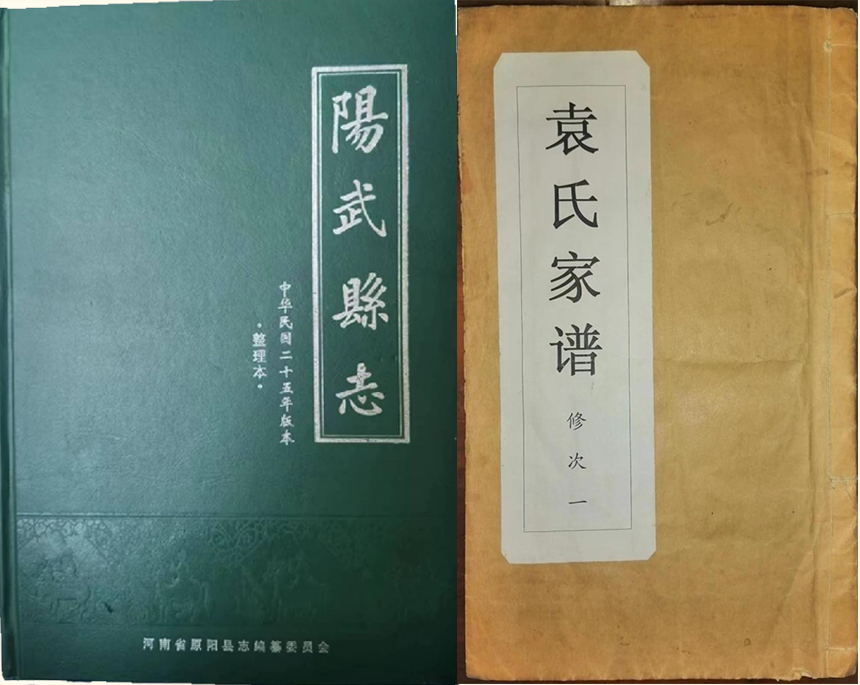 陽武縣志
中华民国二十五年版本
·整理本·
河南省原阳县志编纂委员会
袁氏家谱
修次一